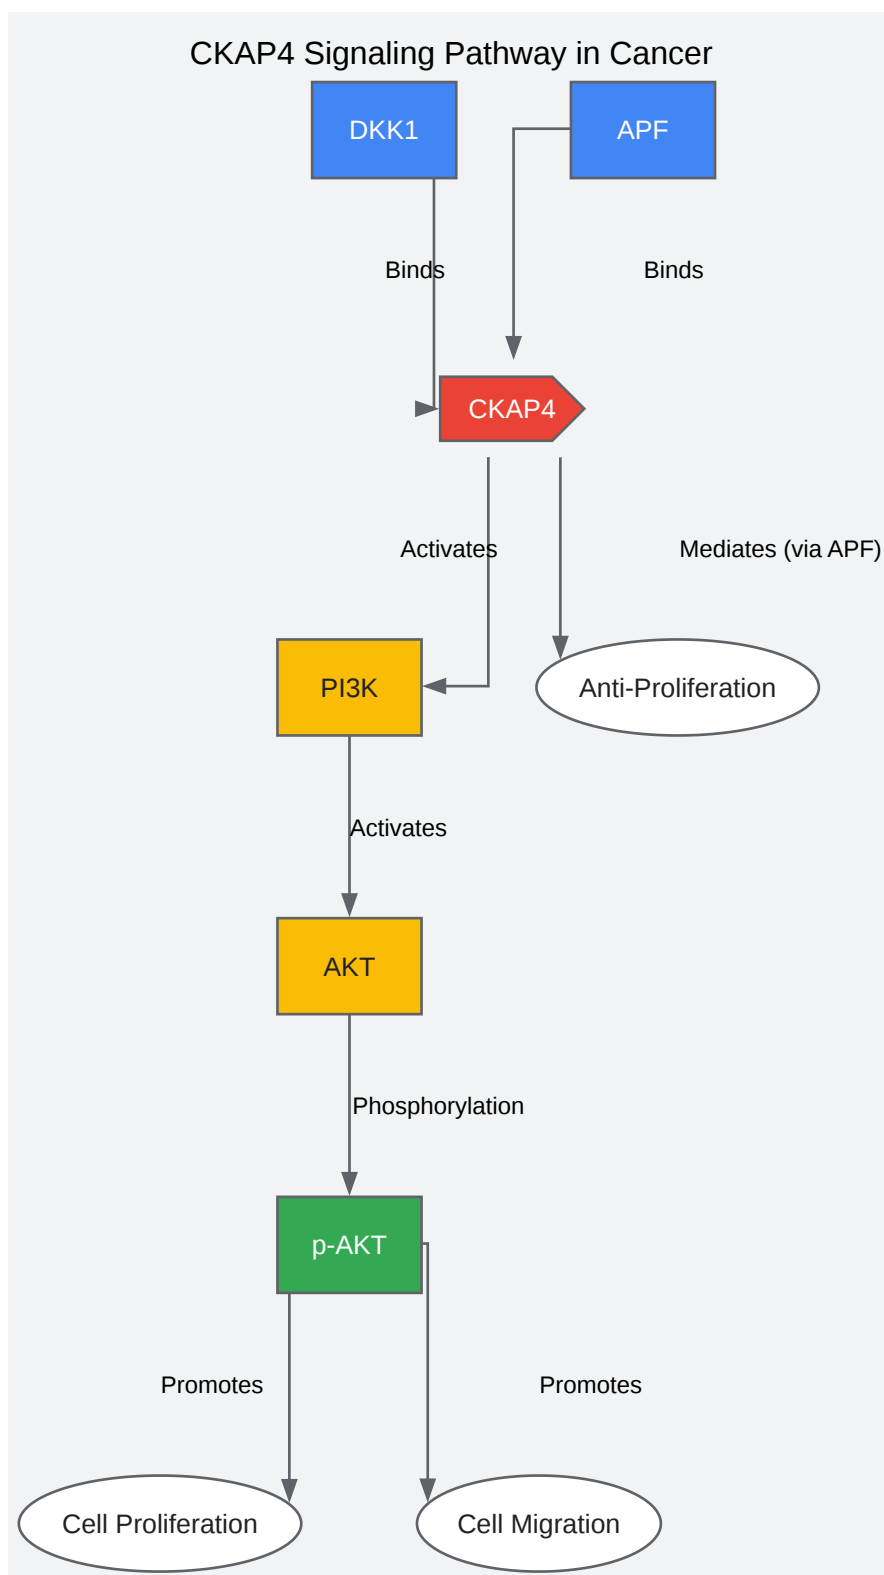 CKAP4 Signaling Pathway in Cancer
DKK1
APF
Binds
Binds
CKAP4
Activates
Mediates (via APF)
PI3K
Anti-Proliferation
Activates
AKT
Phosphorylation
p-AKT
Promotes
Promotes
Cell Proliferation
Cell Migration